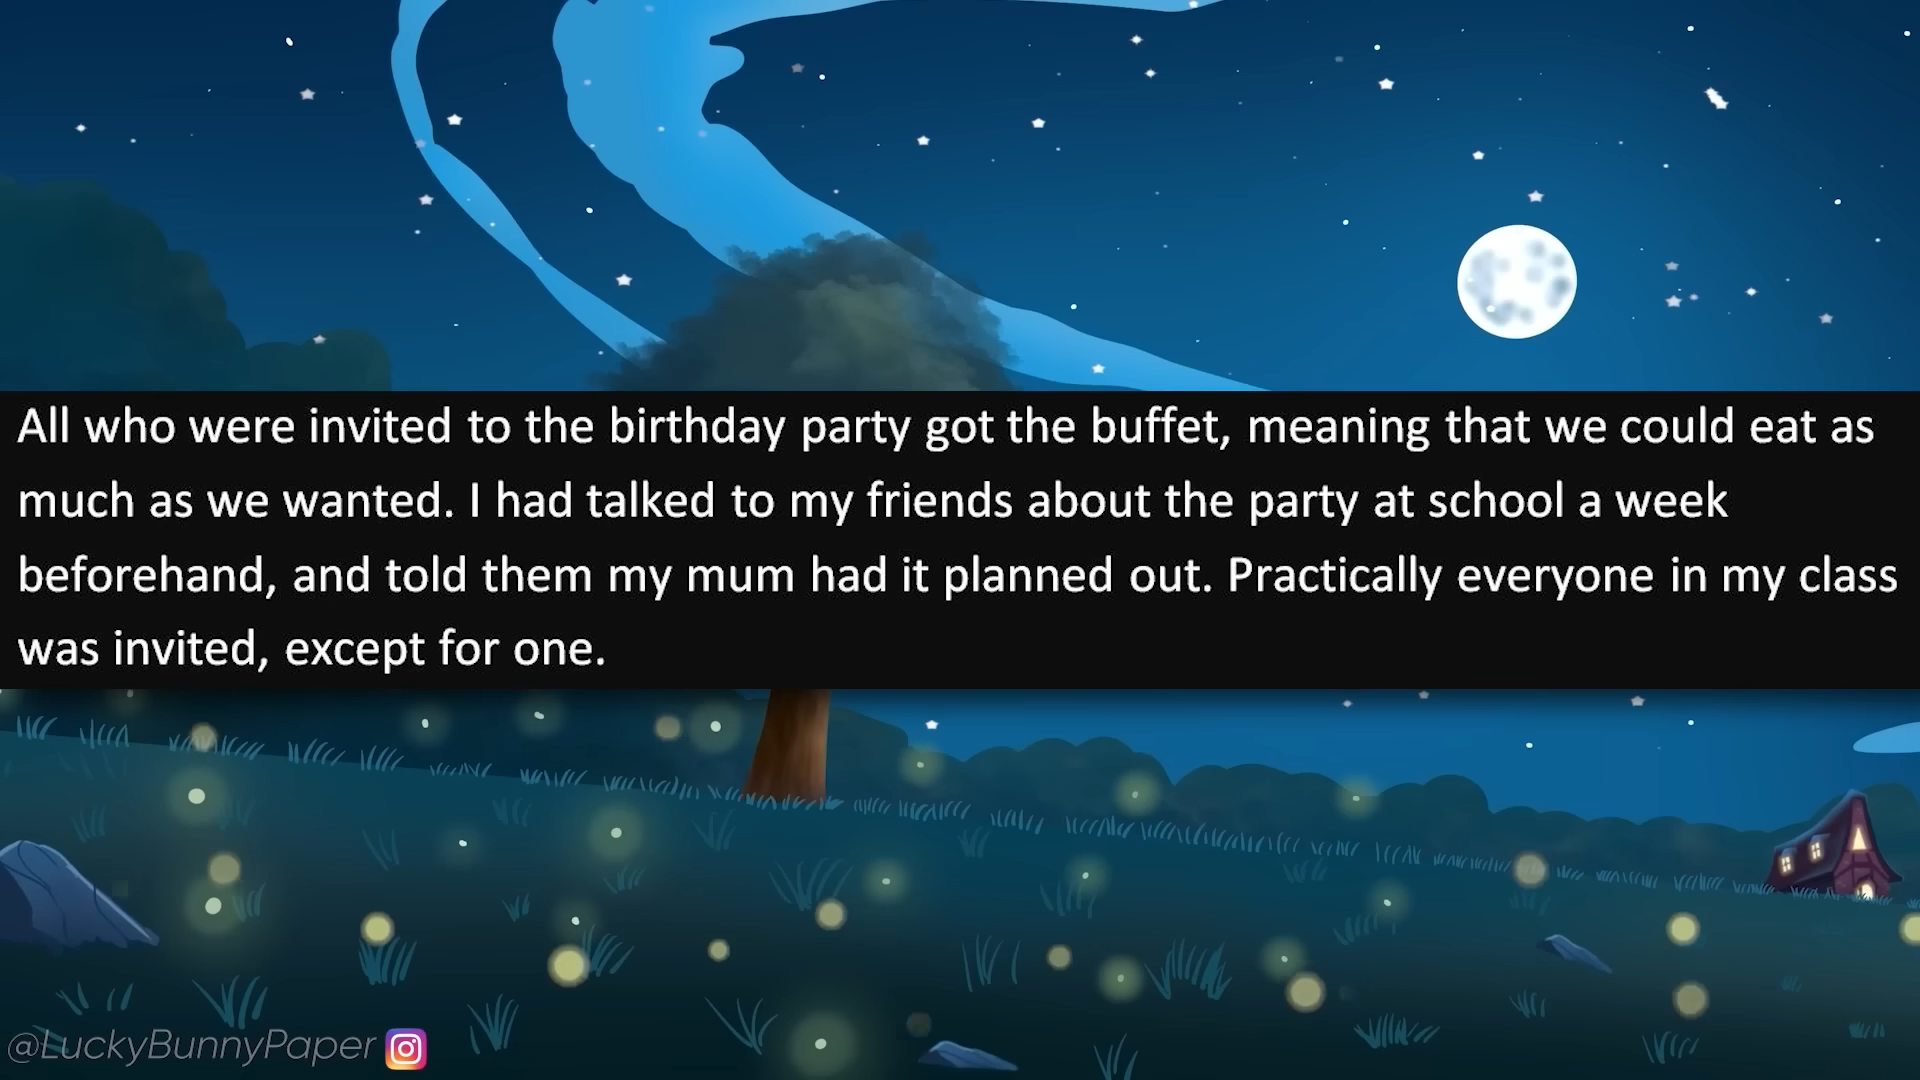 All who were invited to the birthday party got the buffet, meaning that we could eat as
much as we wanted. I had talked to my friends about the party at school a week
beforehand, and told them my mum had it planned out. Practically everyone in my class
was invited, except for one.
@LuckyBunnyPaper